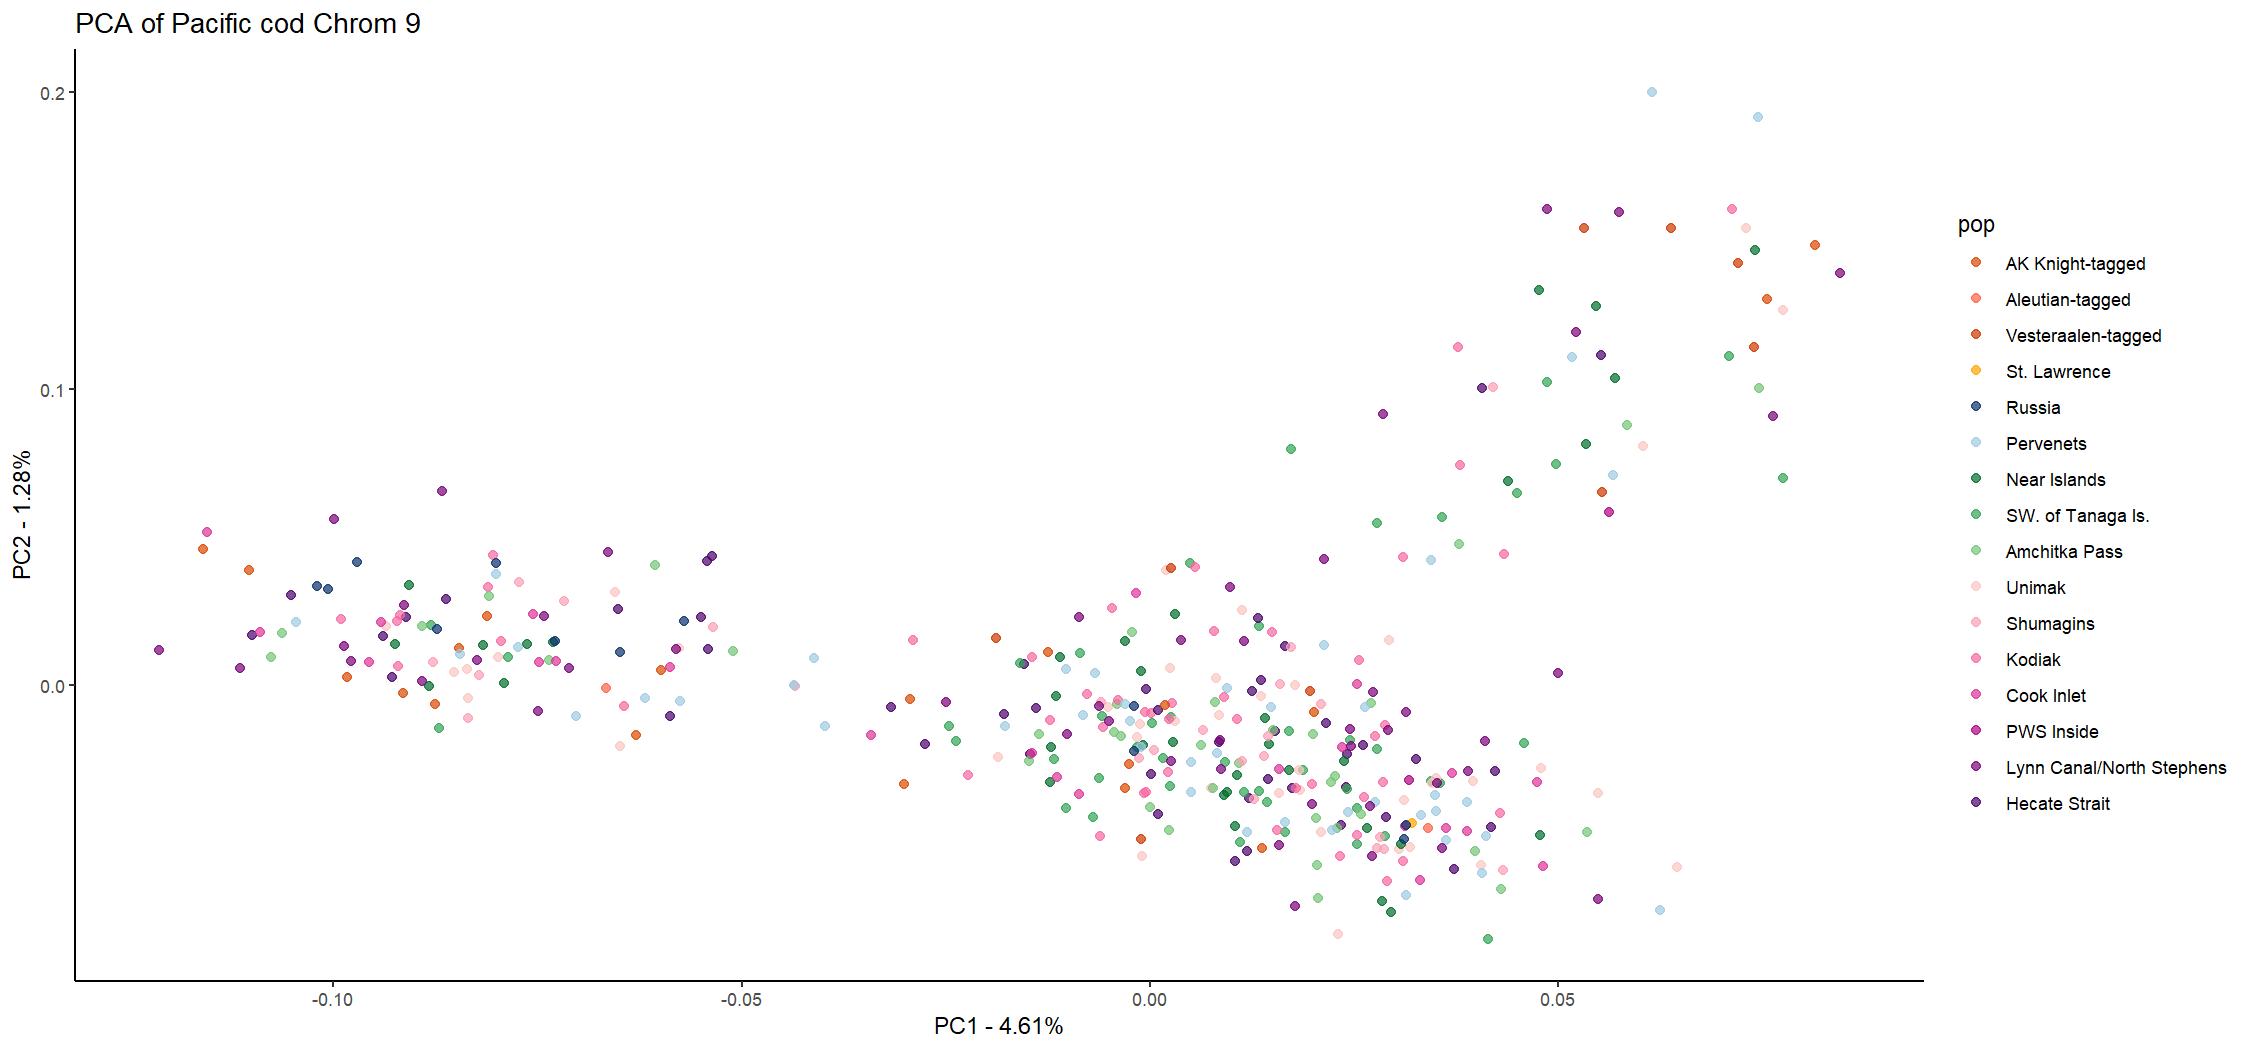 PCA of Pacific cod Chrom 9
0.2
0.1
0.0
PC2 - 1.28%
-0.10
-0.05
0.00
0.05
PC1 - 4.61%
pop
AK Knight-tagged
Aleutian-tagged
Vesteraalen-tagged
St. Lawrence
Russia
Pervenets
Near Islands
SW. of Tanaga Is.
Amchitka Pass
Unimak
Shumagins
Kodiak
Cook Inlet
PWS Inside
Lynn Canal/North Stephens
Hecate Strait